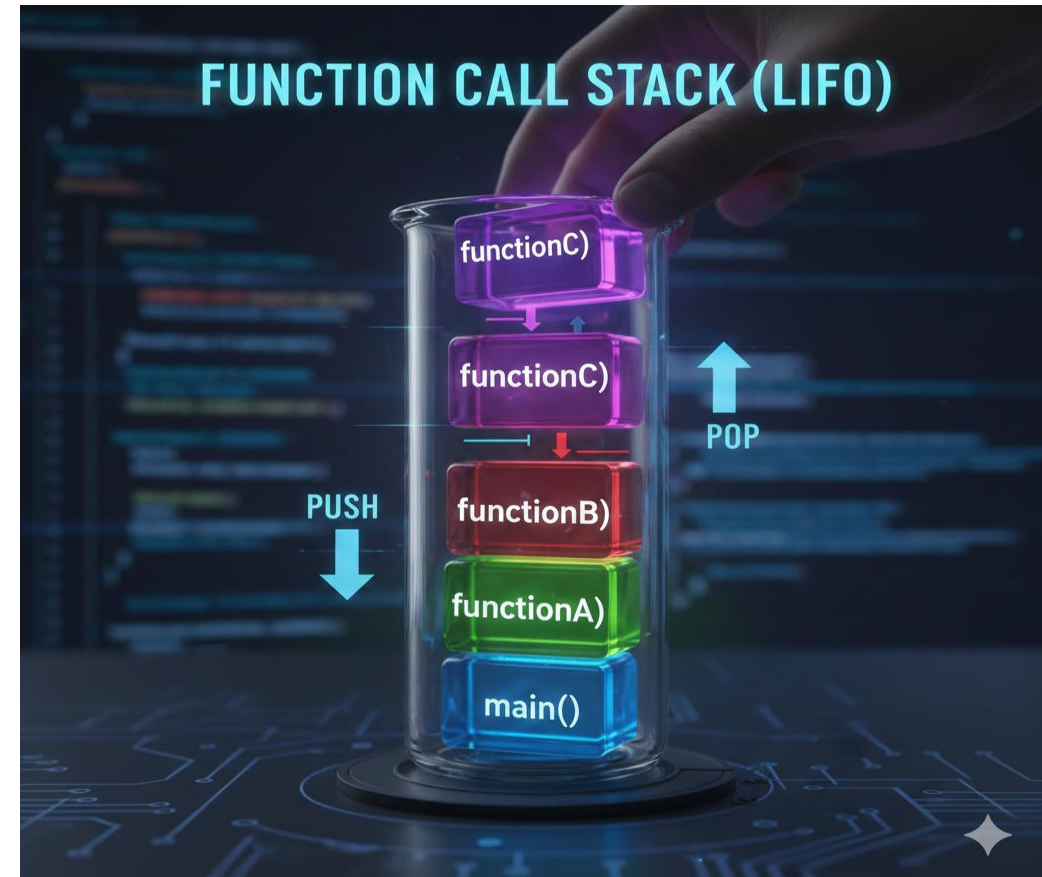 FUNCTION CALL STACK (LIFO)
functionC)
functionC)
POP
PUSH
functionB)
functionA)
main()